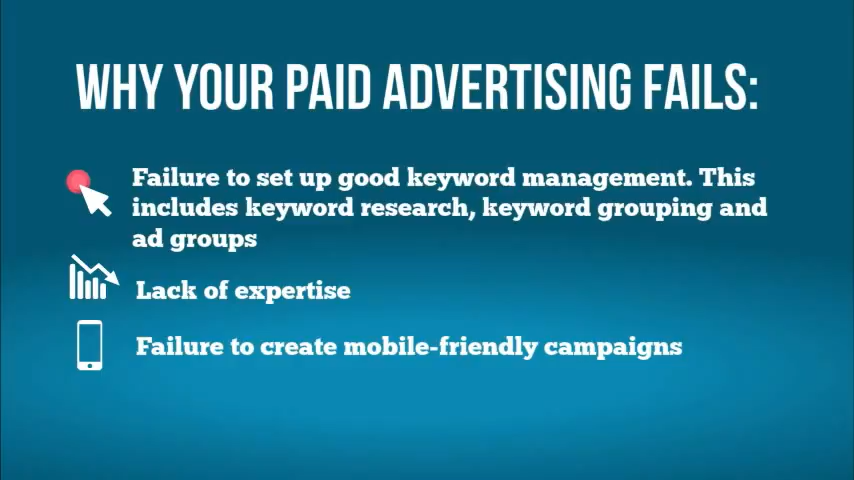 WHY YOUR PAID ADVERTISING FAILS:
Failure to set up good keyword management. This
includes keyword research, keyword grouping and
ad groups
Lack of expertise
Failure to create mobile-friendly campaigns